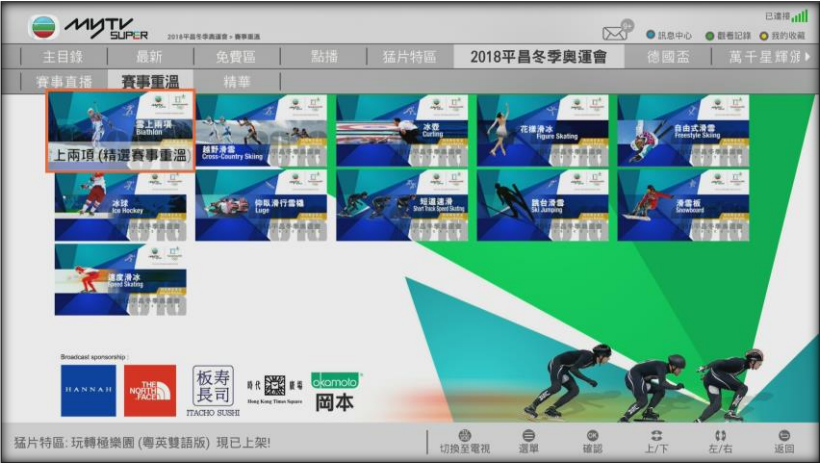 myTV
SUPER
2018平昌冬季奧運會 > 賽事重溫
已連接
訊息中心
觀看記錄
我的收藏
主目錄
最新
免費區
點播
猛片特區
2018平昌冬季奧運會
德國盃
萬千星輝頒
賽事直播
賽事重溫
精華
雪上兩項
Biathlon
上兩項 (精選賽事重溫)
越野滑雪
Cross-Country Skiing
冰壺
Curling
花樣滑冰
Figure Skating
自由式滑雪
Freestyle Skiing
冰球
Ice Hockey
仰臥滑行雪橇
Luge
短道速滑
Short Track Speed Skating
跳台滑雪
Ski Jumping
滑雪板
Snowboard
速度滑冰
Speed Skating
Broadcast sponsorship :
HANNAH
THE
NORTH
FACE
板寿
長司
ITACHO SUSHI
時代廣場
Hong Kong Times Square
okamoto
岡本
猛片特區: 玩轉極樂園 (粵英雙語版) 現已上架!
切換至電視
選單
OK
確認
上/下
左/右
返回